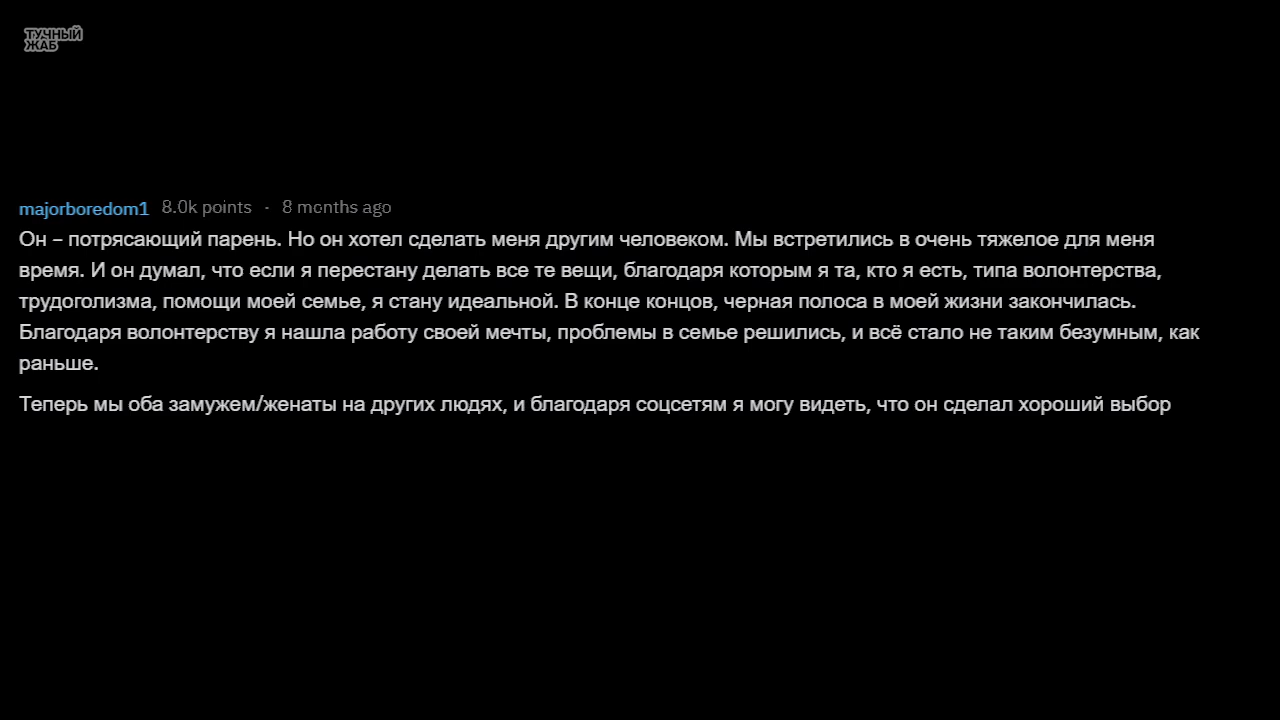 ТУЧНЫЙ
ЖАБ
majorboredom1 8.0k points · 8 months ago
Он – потрясающий парень. Но он хотел сделать меня другим человеком. Мы встретились в очень тяжелое для меня
время. И он думал, что если я перестану делать все те вещи, благодаря которым я та, кто я есть, типа волонтерства,
трудоголизма, помощи моей семье, я стану идеальной. В конце концов, черная полоса в моей жизни закончилась.
Благодаря волонтерству я нашла работу своей мечты, проблемы в семье решились, и всё стало не таким безумным, как
раньше.
Теперь мы оба замужем/женаты на других людях, и благодаря соцсетям я могу видеть, что он сделал хороший выбор